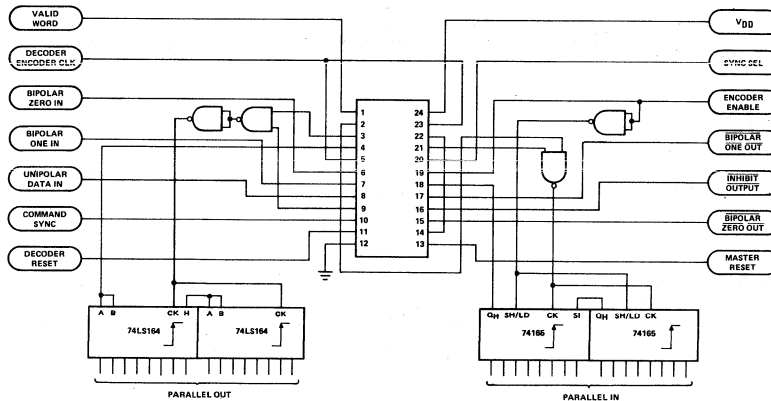 VALID
WORD
DECODER
ENCODER CLK
BIPOLAR
ZERO IN
BIPOLAR
ONE IN
UNIPOLAR
DATA IN
COMMAND
SYNC
DECODER
RESET
1
2
3
4
5
6
7
8
9
10
11
12
24
23
22
21
20
19
18
17
16
15
14
13
VDD
SYNC SEL
ENCODER
ENABLE
BIPOLAR
ONE OUT
INHIBIT
OUTPUT
BIPOLAR
ZERO OUT
MASTER
RESET
A B CK H A B CK
74LS164 74LS164
PARALLEL OUT
QH SH/LD CK SI QH SH/LD CK
74165 74165
PARALLEL IN